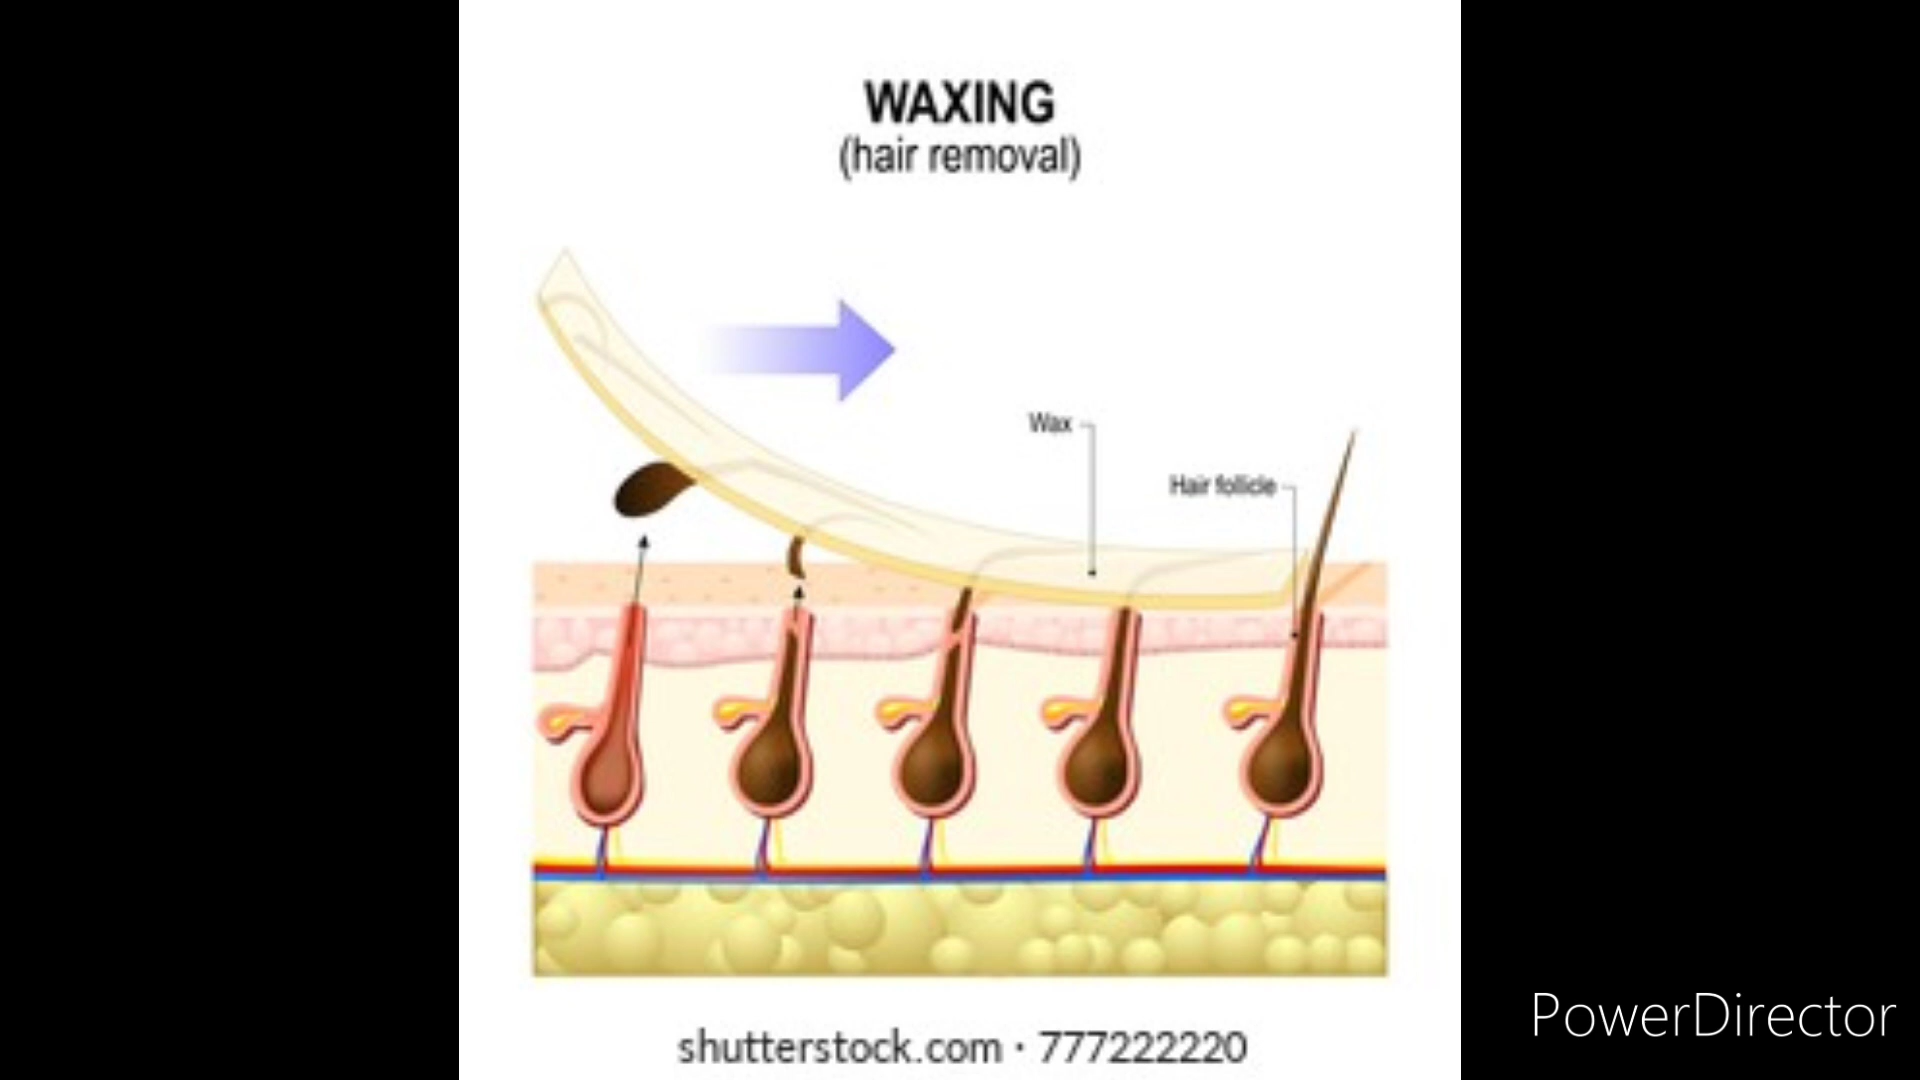 WAXING
(hair removal)
Wax
Hair follicle
shutterstock.com · 777222220
PowerDirector